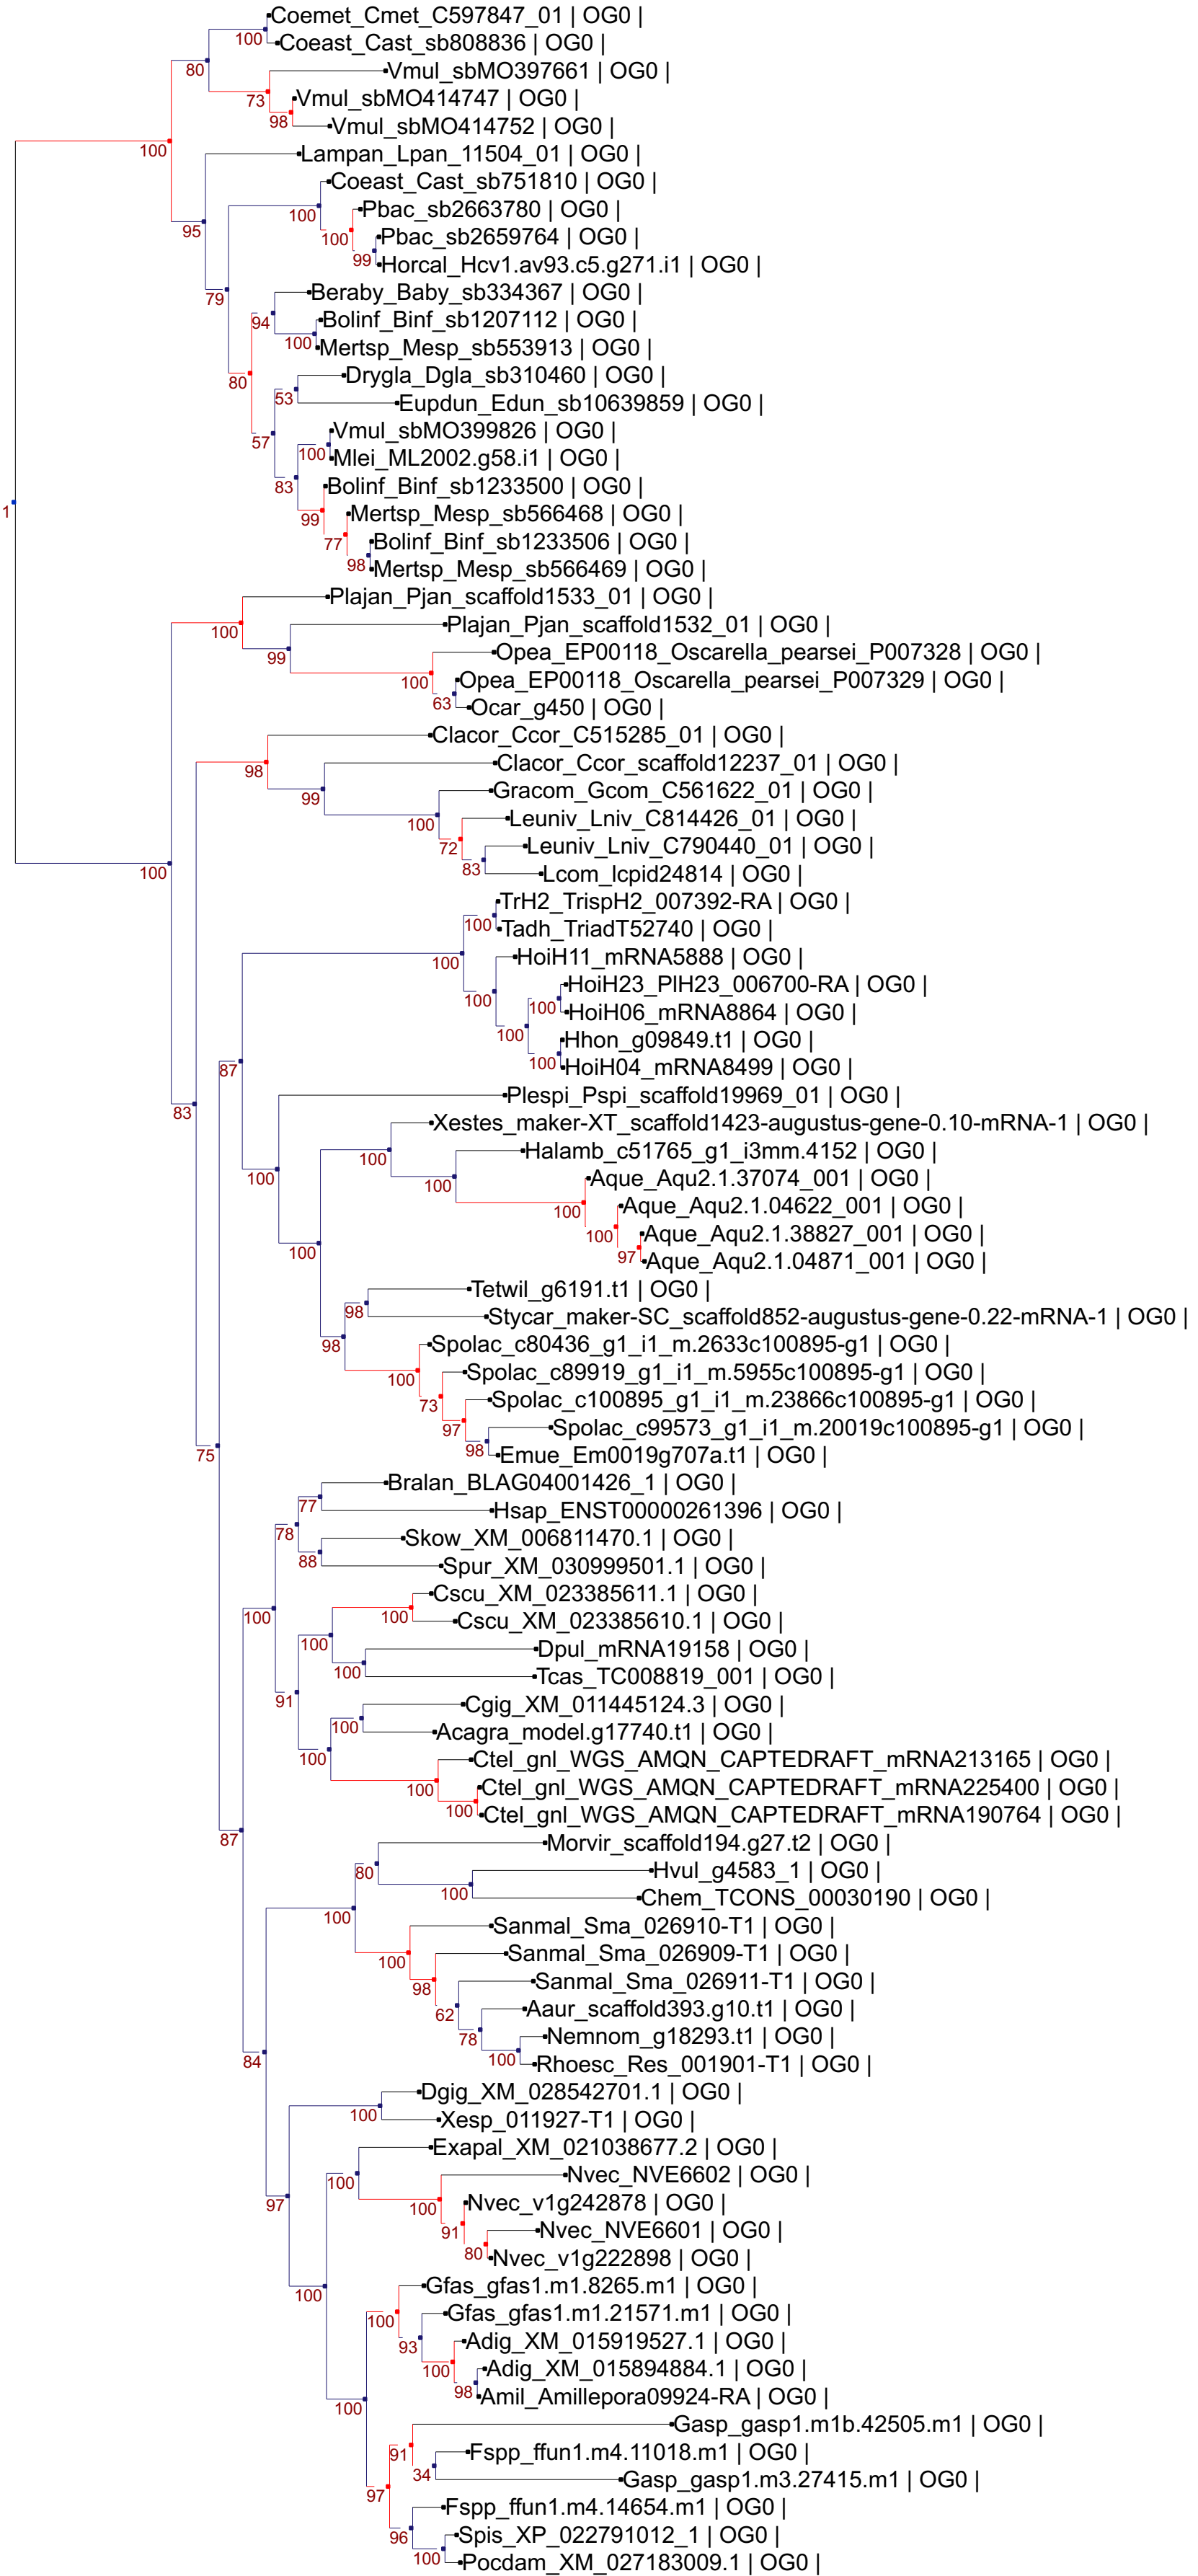 Coemet_Cmet_C597847_01 | OG0 |
100
Coeast_Cast_sb808836 | OG0 |
80
Vmul_sbMO397661 | OG0 |
73
Vmul_sbMO414747 | OG0 |
98
Vmul_sbMO414752 | OG0 |
100
Lampan_Lpan_11504_01 | OG0 |
Coeast_Cast_sb751810 | OG0 |
100
Pbac_sb2663780 | OG0 |
95
100
Pbac_sb2659764 | OG0 |
99
Horcal_Hcv1.av93.c5.g271.i1 | OG0 |
79
Beraby_Baby_sb334367 | OG0 |
94
Bolinf_Binf_sb1207112 | OG0 |
100
Mertsp_Mesp_sb553913 | OG0 |
80
Drygla_Dgla_sb310460 | OG0 |
53
Eupdun_Edun_sb10639859 | OG0 |
57
Vmul_sbMO399826 | OG0 |
100
Mlei_ML2002.g58.i1 | OG0 |
83
Bolinf_Binf_sb1233500 | OG0 |
1
99
Mertsp_Mesp_sb566468 | OG0 |
77
Bolinf_Binf_sb1233506 | OG0 |
98
Mertsp_Mesp_sb566469 | OG0 |
Plajan_Pjan_scaffold1533_01 | OG0 |
100
Plajan_Pjan_scaffold1532_01 | OG0 |
99
Opea_EP00118_Oscarella_pearsei_P007328 | OG0 |
100
Opea_EP00118_Oscarella_pearsei_P007329 | OG0 |
63
Ocar_g450 | OG0 |
Clacor_Ccor_C515285_01 | OG0 |
98
Clacor_Ccor_scaffold12237_01 | OG0 |
99
Gracom_Gcom_C561622_01 | OG0 |
100
Leuniv_Lniv_C814426_01 | OG0 |
72
Leuniv_Lniv_C790440_01 | OG0 |
100
83
Lcom_lcpid24814 | OG0 |
TrH2_TrispH2_007392-RA | OG0 |
100
Tadh_TriadT52740 | OG0 |
100
HoiH11_mRNA5888 | OG0 |
100
HoiH23_PlH23_006700-RA | OG0 |
100
HoiH06_mRNA8864 | OG0 |
100
Hhon_g09849.t1 | OG0 |
100
HoiH04_mRNA8499 | OG0 |
87
Plespi_Pspi_scaffold19969_01 | OG0 |
83
Xestes_maker-XT_scaffold1423-augustus-gene-0.10-mRNA-1 | OG0 |
100
Halamb_c51765_g1_i3mm.4152 | OG0 |
100
100
Aque_Aqu2.1.37074_001 | OG0 |
100
Aque_Aqu2.1.04622_001 | OG0 |
100
Aque_Aqu2.1.38827_001 | OG0 |
100
97
Aque_Aqu2.1.04871_001 | OG0 |
Tetwil_g6191.t1 | OG0 |
98
Stycar_maker-SC_scaffold852-augustus-gene-0.22-mRNA-1 | OG0 |
98
Spolac_c80436_g1_i1_m.2633c100895-g1 | OG0 |
100
Spolac_c89919_g1_i1_m.5955c100895-g1 | OG0 |
73
Spolac_c100895_g1_i1_m.23866c100895-g1 | OG0 |
97
Spolac_c99573_g1_i1_m.20019c100895-g1 | OG0 |
75
98
Emue_Em0019g707a.t1 | OG0 |
Bralan_BLAG04001426_1 | OG0 |
77
Hsap_ENST00000261396 | OG0 |
78
Skow_XM_006811470.1 | OG0 |
88
Spur_XM_030999501.1 | OG0 |
Cscu_XM_023385611.1 | OG0 |
100
100
Cscu_XM_023385610.1 | OG0 |
100
Dpul_mRNA19158 | OG0 |
100
Tcas_TC008819_001 | OG0 |
91
Cgig_XM_011445124.3 | OG0 |
100
Acagra_model.g17740.t1 | OG0 |
100
Ctel_gnl_WGS_AMQN_CAPTEDRAFT_mRNA213165 | OG0 |
100
Ctel_gnl_WGS_AMQN_CAPTEDRAFT_mRNA225400 | OG0 |
100
Ctel_gnl_WGS_AMQN_CAPTEDRAFT_mRNA190764 | OG0 |
87
Morvir_scaffold194.g27.t2 | OG0 |
80
Hvul_g4583_1 | OG0 |
100
Chem_TCONS_00030190 | OG0 |
100
Sanmal_Sma_026910-T1 | OG0 |
100
Sanmal_Sma_026909-T1 | OG0 |
98
Sanmal_Sma_026911-T1 | OG0 |
62
Aaur_scaffold393.g10.t1 | OG0 |
78
Nemnom_g18293.t1 | OG0 |
84
100
Rhoesc_Res_001901-T1 | OG0 |
Dgig_XM_028542701.1 | OG0 |
100
Xesp_011927-T1 | OG0 |
Exapal_XM_021038677.2 | OG0 |
100
Nvec_NVE6602 | OG0 |
97
100
Nvec_v1g242878 | OG0 |
91
Nvec_NVE6601 | OG0 |
80
Nvec_v1g222898 | OG0 |
100
Gfas_gfas1.m1.8265.m1 | OG0 |
100
Gfas_gfas1.m1.21571.m1 | OG0 |
93
Adig_XM_015919527.1 | OG0 |
100
Adig_XM_015894884.1 | OG0 |
98
Amil_Amillepora09924-RA | OG0 |
100
Gasp_gasp1.m1b.42505.m1 | OG0 |
91
Fspp_ffun1.m4.11018.m1 | OG0 |
34
Gasp_gasp1.m3.27415.m1 | OG0 |
97
Fspp_ffun1.m4.14654.m1 | OG0 |
96
Spis_XP_022791012_1 | OG0 |
100
Pocdam_XM_027183009.1 | OG0 |